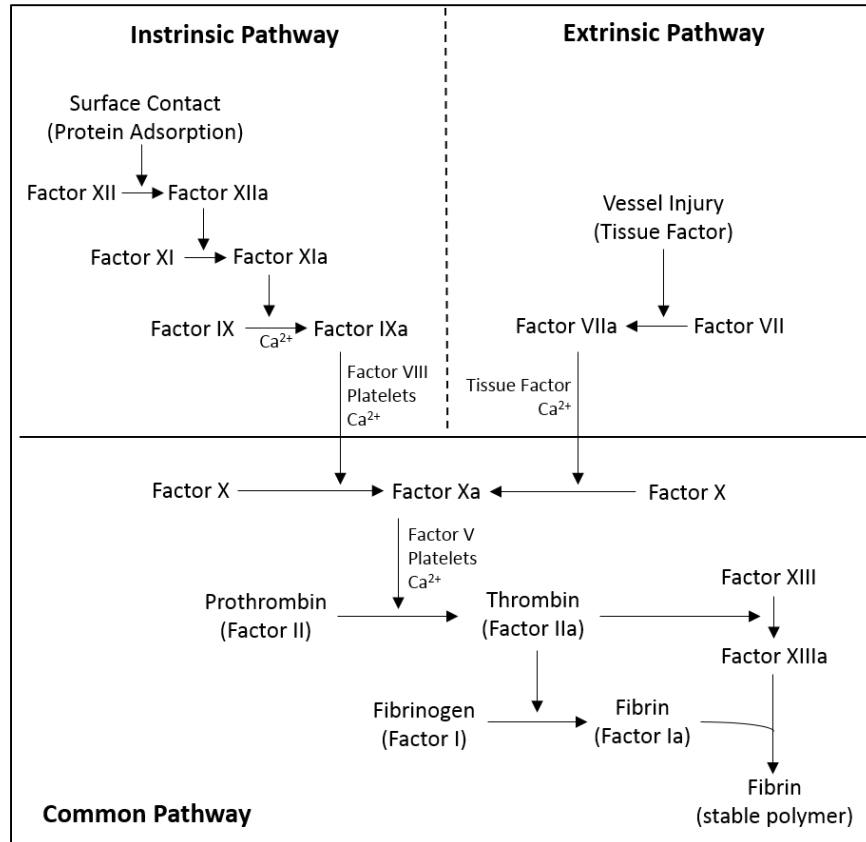 Instrinsic Pathway
Extrinsic Pathway
Surface Contact
(Protein Adsorption)
Factor XII
Factor XIIa
Vessel Injury
(Tissue Factor)
Factor XI
Factor XIa
Factor IX
Ca²⁺
Factor IXa
Factor VIIa
Factor VII
Factor VIII
Platelets
Ca²⁺
Tissue Factor
Ca²⁺
Factor X
Factor Xa
Factor X
Factor V
Platelets
Ca²⁺
Prothrombin
(Factor II)
Thrombin
(Factor IIa)
Factor XIII
Factor XIIIa
Fibrinogen
(Factor I)
Fibrin
(Factor Ia)
Fibrin
(stable polymer)
Common Pathway